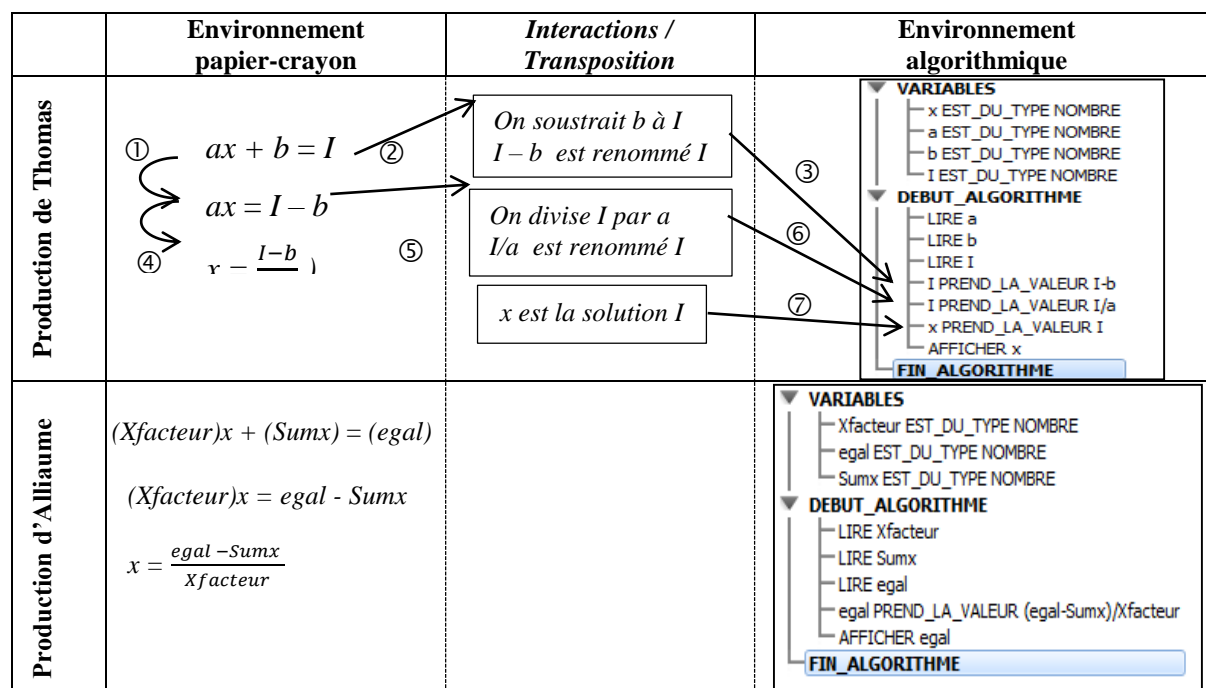 Environnement
papier-crayon
Interactions /
Transposition
Environnement
algorithmique
Production de Thomas
① ax + b = I ②
ax = I – b
④ ⑤
I−b
On soustrait b à I
I – b est renommé I
③
On divise I par a
I/a est renommé I
⑥
x est la solution I
⑦
VARIABLES
x EST_DU_TYPE NOMBRE
a EST_DU_TYPE NOMBRE
b EST_DU_TYPE NOMBRE
I EST_DU_TYPE NOMBRE
DEBUT_ALGORITHME
LIRE a
LIRE b
LIRE I
I PREND_LA_VALEUR I-b
I PREND_LA_VALEUR I/a
x PREND_LA_VALEUR I
AFFICHER x
FIN_ALGORITHME
Production d'Alliaume
(Xfacteur)x + (Sumx) = (egal)
(Xfacteur)x = egal - Sumx
x = egal −Sumx
Xfacteur
VARIABLES
Xfacteur EST_DU_TYPE NOMBRE
egal EST_DU_TYPE NOMBRE
Sumx EST_DU_TYPE NOMBRE
DEBUT_ALGORITHME
LIRE Xfacteur
LIRE Sumx
LIRE egal
egal PREND_LA_VALEUR (egal-Sumx)/Xfacteur
AFFICHER egal
FIN_ALGORITHME